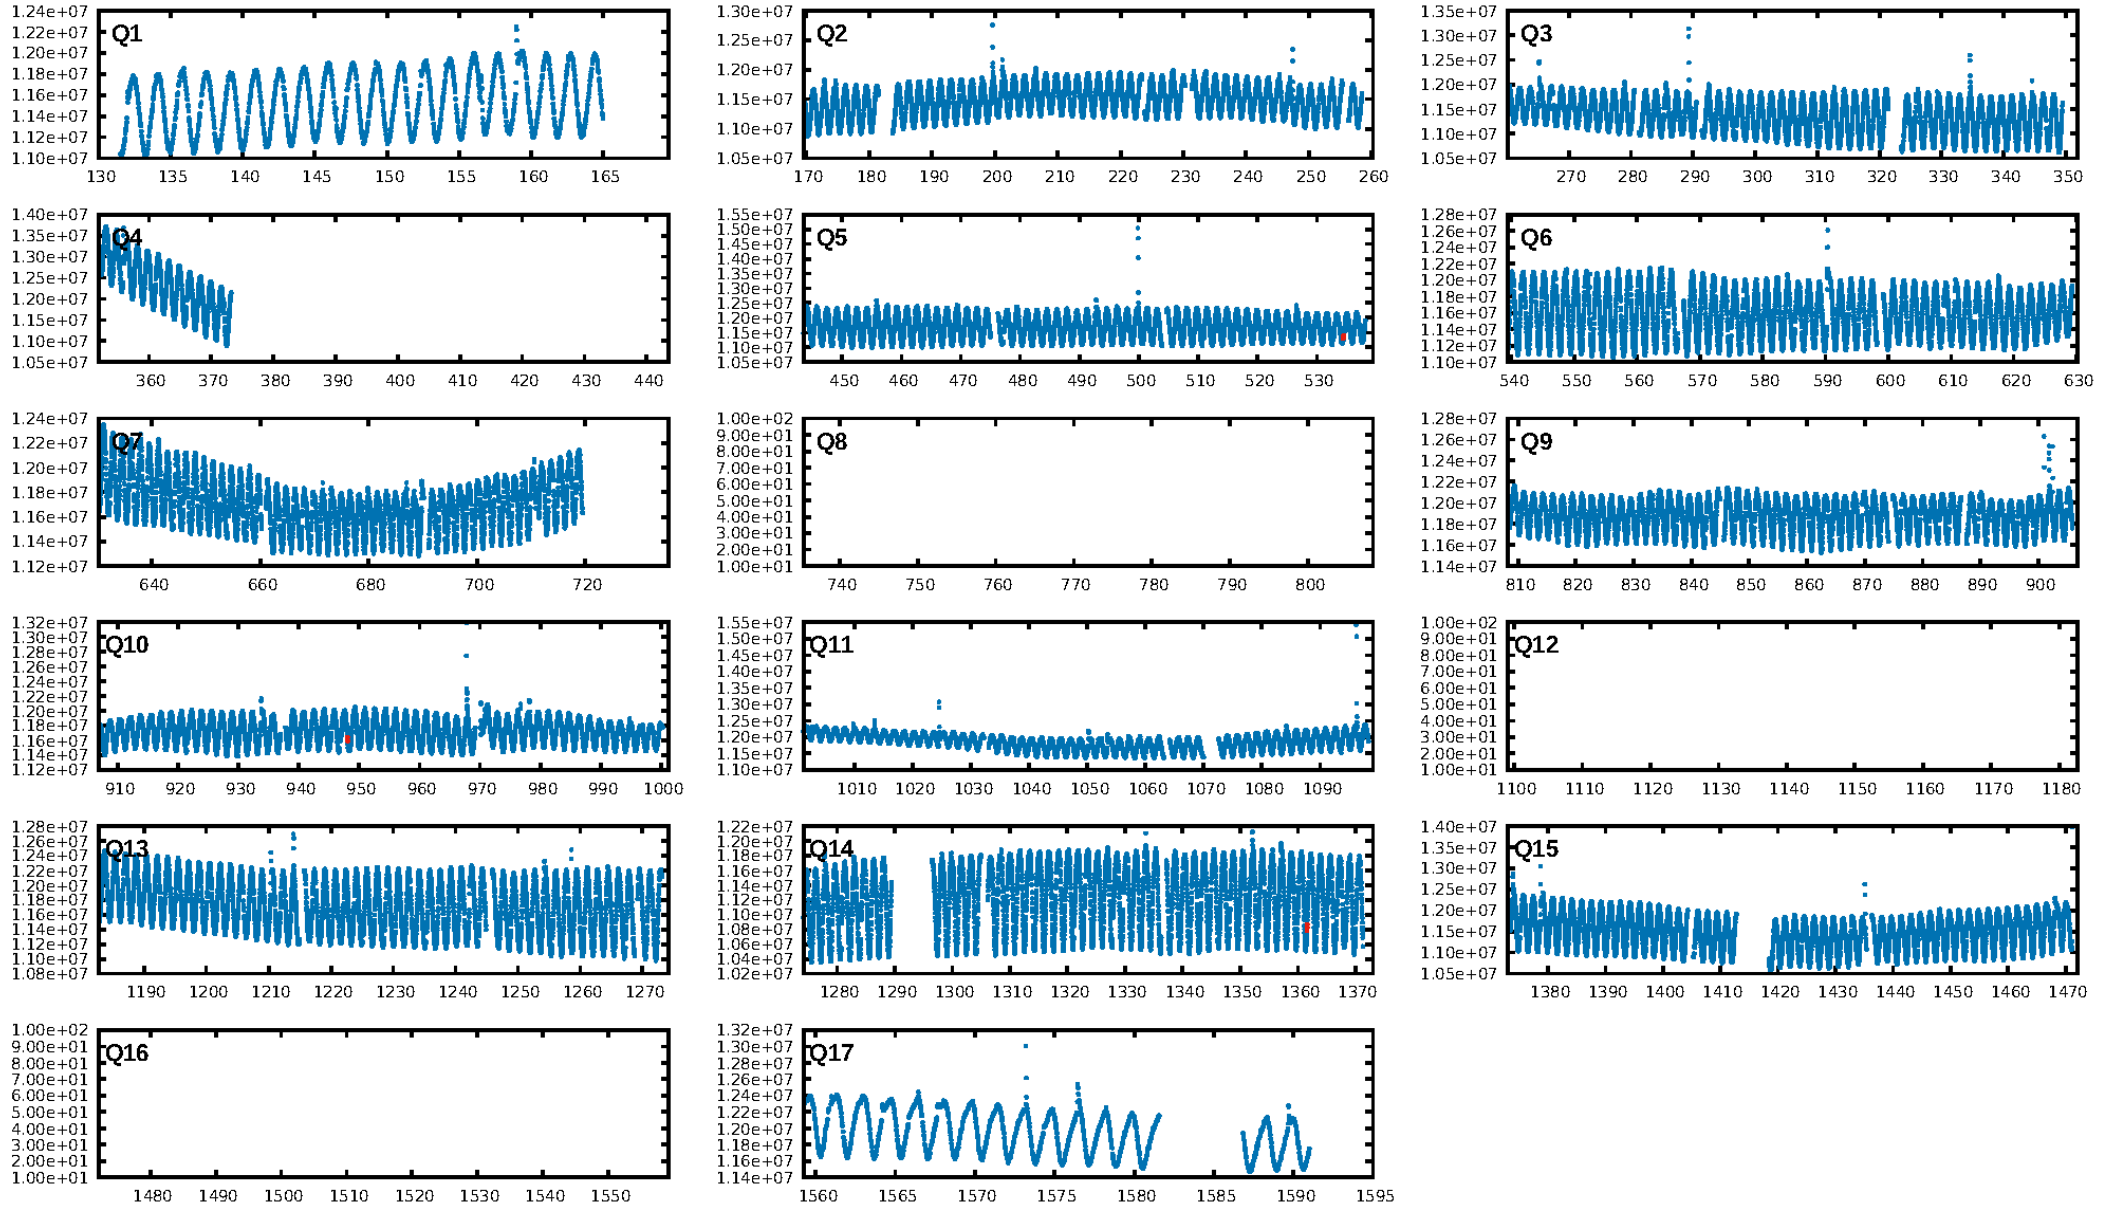 Q1
1.24e+07
1.22e+07
1.20e+07
1.18e+07
1.16e+07
1.14e+07
1.12e+07
1.10e+07
130 135 140 145 150 155 160 165
Q2
1.30e+07
1.25e+07
1.20e+07
1.15e+07
1.10e+07
1.05e+07
170 180 190 200 210 220 230 240 250 260
Q3
1.35e+07
1.30e+07
1.25e+07
1.20e+07
1.15e+07
1.10e+07
1.05e+07
270 280 290 300 310 320 330 340 350
Q4
1.40e+07
1.35e+07
1.30e+07
1.25e+07
1.20e+07
1.15e+07
1.10e+07
1.05e+07
360 370 380 390 400 410 420 430 440
Q5
1.55e+07
1.50e+07
1.45e+07
1.40e+07
1.35e+07
1.30e+07
1.25e+07
1.20e+07
1.15e+07
1.10e+07
1.05e+07
450 460 470 480 490 500 510 520 530
Q6
1.28e+07
1.26e+07
1.24e+07
1.22e+07
1.20e+07
1.18e+07
1.16e+07
1.14e+07
1.12e+07
1.10e+07
540 550 560 570 580 590 600 610 620 630
Q7
1.24e+07
1.22e+07
1.20e+07
1.18e+07
1.16e+07
1.14e+07
1.12e+07
640 660 680 700 720
Q8
1.00e+02
9.00e+01
8.00e+01
7.00e+01
6.00e+01
5.00e+01
4.00e+01
3.00e+01
2.00e+01
1.00e+01
740 750 760 770 780 790 800
Q9
1.28e+07
1.26e+07
1.24e+07
1.22e+07
1.20e+07
1.18e+07
1.16e+07
1.14e+07
810 820 830 840 850 860 870 880 890 900
Q10
1.32e+07
1.30e+07
1.28e+07
1.26e+07
1.24e+07
1.22e+07
1.20e+07
1.18e+07
1.16e+07
1.14e+07
1.12e+07
910 920 930 940 950 960 970 980 990 1000
Q11
1.55e+07
1.50e+07
1.45e+07
1.40e+07
1.35e+07
1.30e+07
1.25e+07
1.20e+07
1.15e+07
1.10e+07
1010 1020 1030 1040 1050 1060 1070 1080 1090
Q12
1.00e+02
9.00e+01
8.00e+01
7.00e+01
6.00e+01
5.00e+01
4.00e+01
3.00e+01
2.00e+01
1.00e+01
1100 1110 1120 1130 1140 1150 1160 1170 1180
Q13
1.28e+07
1.26e+07
1.24e+07
1.22e+07
1.20e+07
1.18e+07
1.16e+07
1.14e+07
1.12e+07
1.10e+07
1.08e+07
1190 1200 1210 1220 1230 1240 1250 1260 1270
Q14
1.22e+07
1.20e+07
1.18e+07
1.16e+07
1.14e+07
1.12e+07
1.10e+07
1.08e+07
1.06e+07
1.04e+07
1.02e+07
1280 1290 1300 1310 1320 1330 1340 1350 1360 1370
Q15
1.40e+07
1.35e+07
1.30e+07
1.25e+07
1.20e+07
1.15e+07
1.10e+07
1.05e+07
1380 1390 1400 1410 1420 1430 1440 1450 1460 1470
Q16
1.00e+02
9.00e+01
8.00e+01
7.00e+01
6.00e+01
5.00e+01
4.00e+01
3.00e+01
2.00e+01
1.00e+01
1480 1490 1500 1510 1520 1530 1540 1550
Q17
1.32e+07
1.30e+07
1.28e+07
1.26e+07
1.24e+07
1.22e+07
1.20e+07
1.18e+07
1.16e+07
1.14e+07
1560 1565 1570 1575 1580 1585 1590 1595